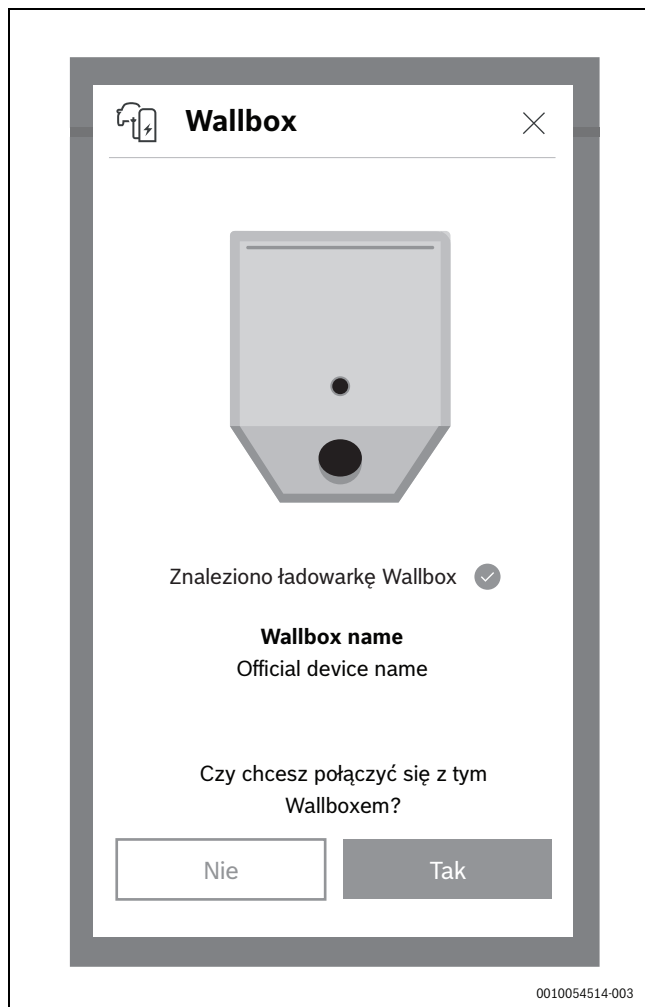 Wallbox
Znaleziono ładowarkę Wallbox
Wallbox name
Official device name
Czy chcesz połączyć się z tym
Wallboxem?
Nie
Tak
0010054514-003